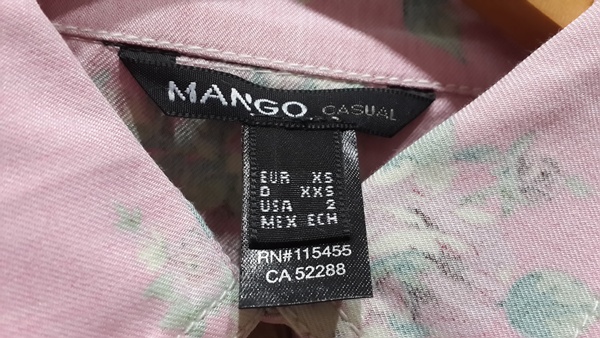 MANGO CASUAL
EUR XS
D XXS
USA 2
MEX ECH
RN#115455
CA 52288